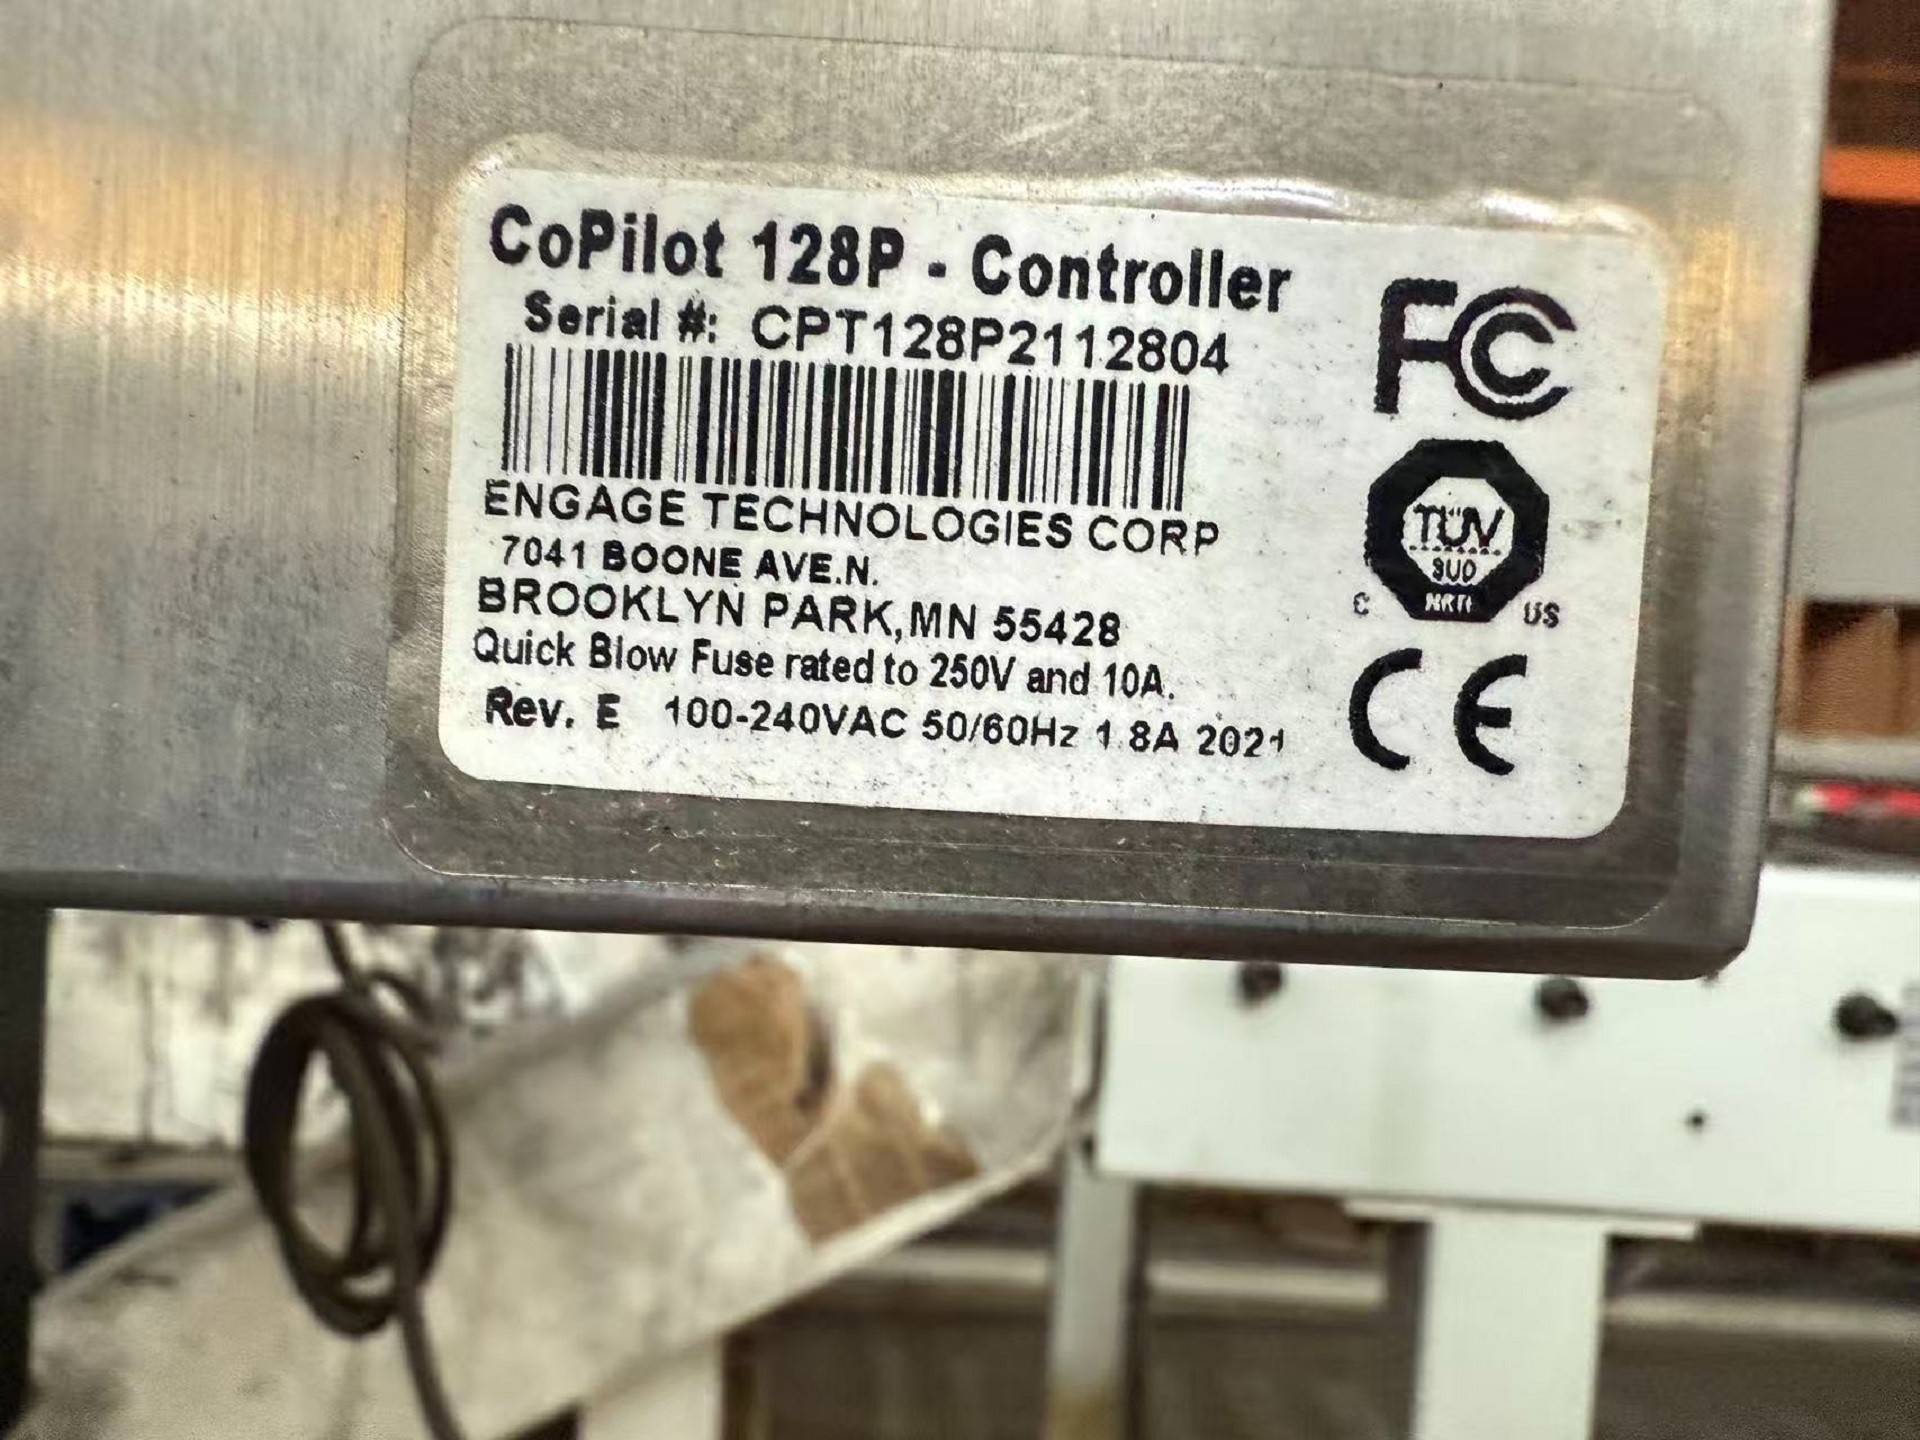 CoPilot 128P - Controller
Serial #: CPT128P2112804
ENGAGE TECHNOLOGIES CORP
7041 BOONE AVE.N.
BROOKLYN PARK,MN 55428
Quick Blow Fuse rated to 250V and 10A.
Rev. E 100-240VAC 50/60Hz 1.8A 2021
FC
TÜV
SUD
NRTL
C US
CE